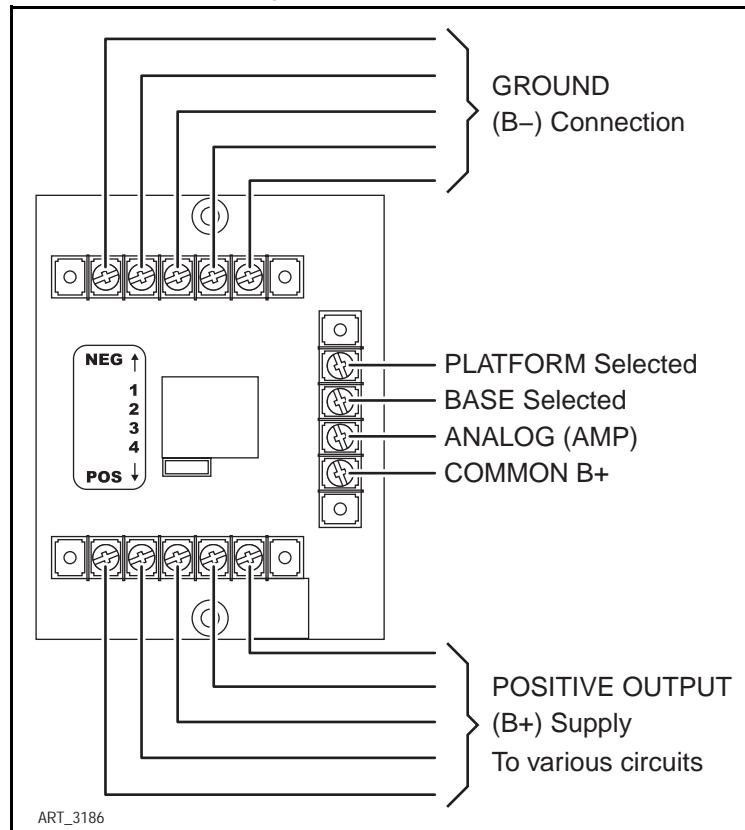 GROUND
(B–) Connection
NEG ↑
1
2
3
4
POS ↓
PLATFORM Selected
BASE Selected
ANALOG (AMP)
COMMON B+
POSITIVE OUTPUT
(B+) Supply
To various circuits
ART_3186